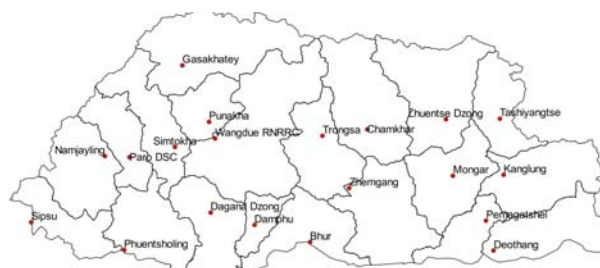 Gasakhatey
Punakha
Zhuentse Dzong
Tashiyangtse
Wangdue RNRRC
Trongsa
Chamkhar
Simtokha
Namjayling
Paro DSC
Mongar
Kanglung
Zhemgang
Dagana Dzong
Sipsu
Damphu
Pemagatshel
Bhur
Phuentsholing
Deothang